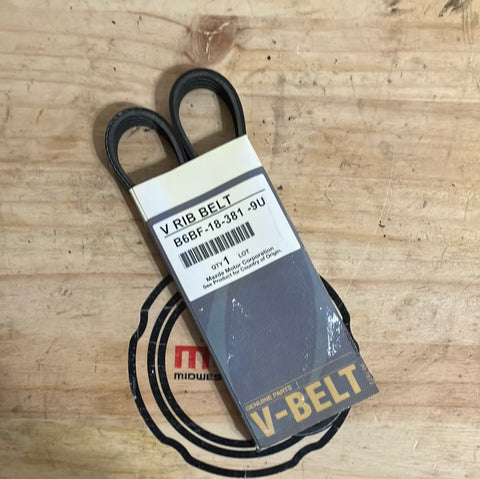 V RIB BELT
B6BF-18-381 -9U
QTY 1 LOT
Mazda Motor Corporation
See Product for Country of Origin.
GENUINE PARTS
V-BELT
MIDWES